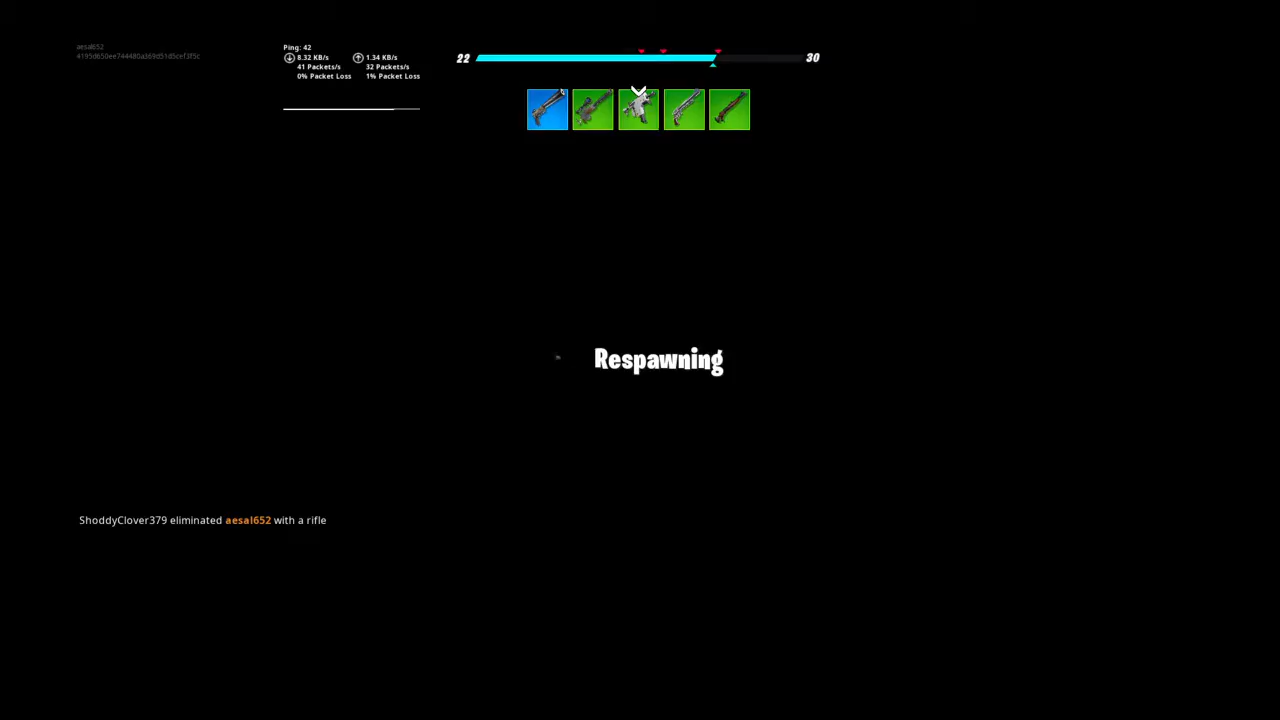 aesal652
Ping: 42
8.32 KB/s 1.34 KB/s
41 Packets/s 32 Packets/s
0% Packet Loss 1% Packet Loss
22 30
Respawning
ShoddyClover379 eliminated aesal652 with a rifle